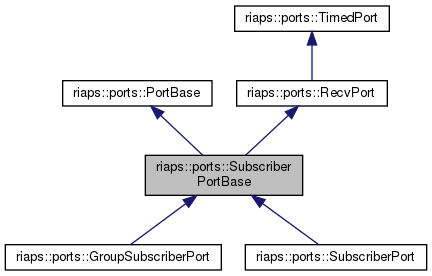 riaps::ports::TimedPort
riaps::ports::PortBase
riaps::ports::RecvPort
riaps::ports::Subscriber
PortBase
riaps::ports::GroupSubscriberPort
riaps::ports::SubscriberPort